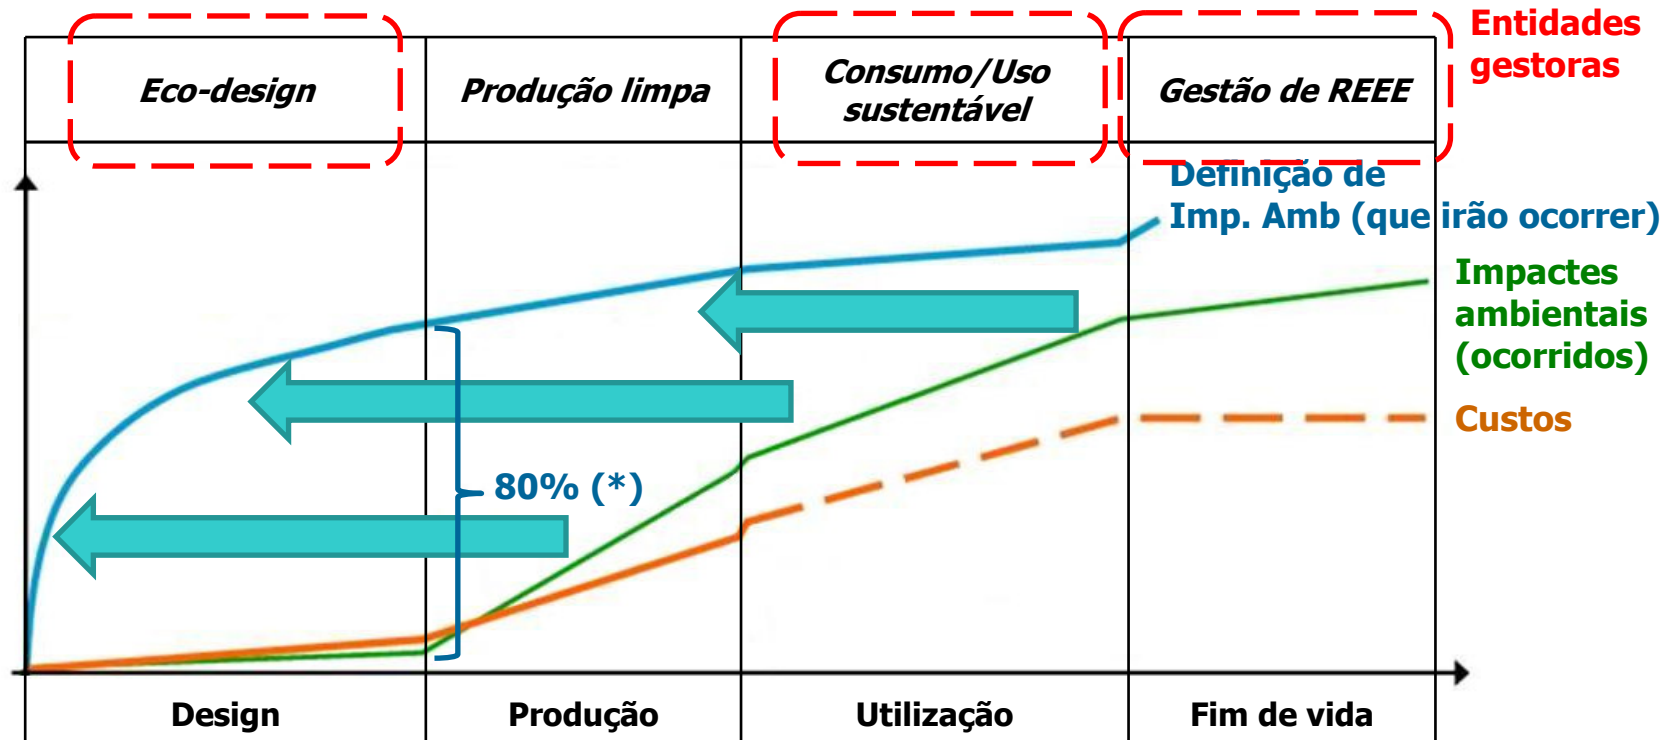 Entidades
gestoras
Eco-design
Produção limpa
Consumo/Uso
sustentável
Gestão de REEE
Definição de
Imp. Amb (que irão ocorrer)
Impactes
ambientais
(ocorridos)
Custos
80% (*)
Design
Produção
Utilização
Fim de vida